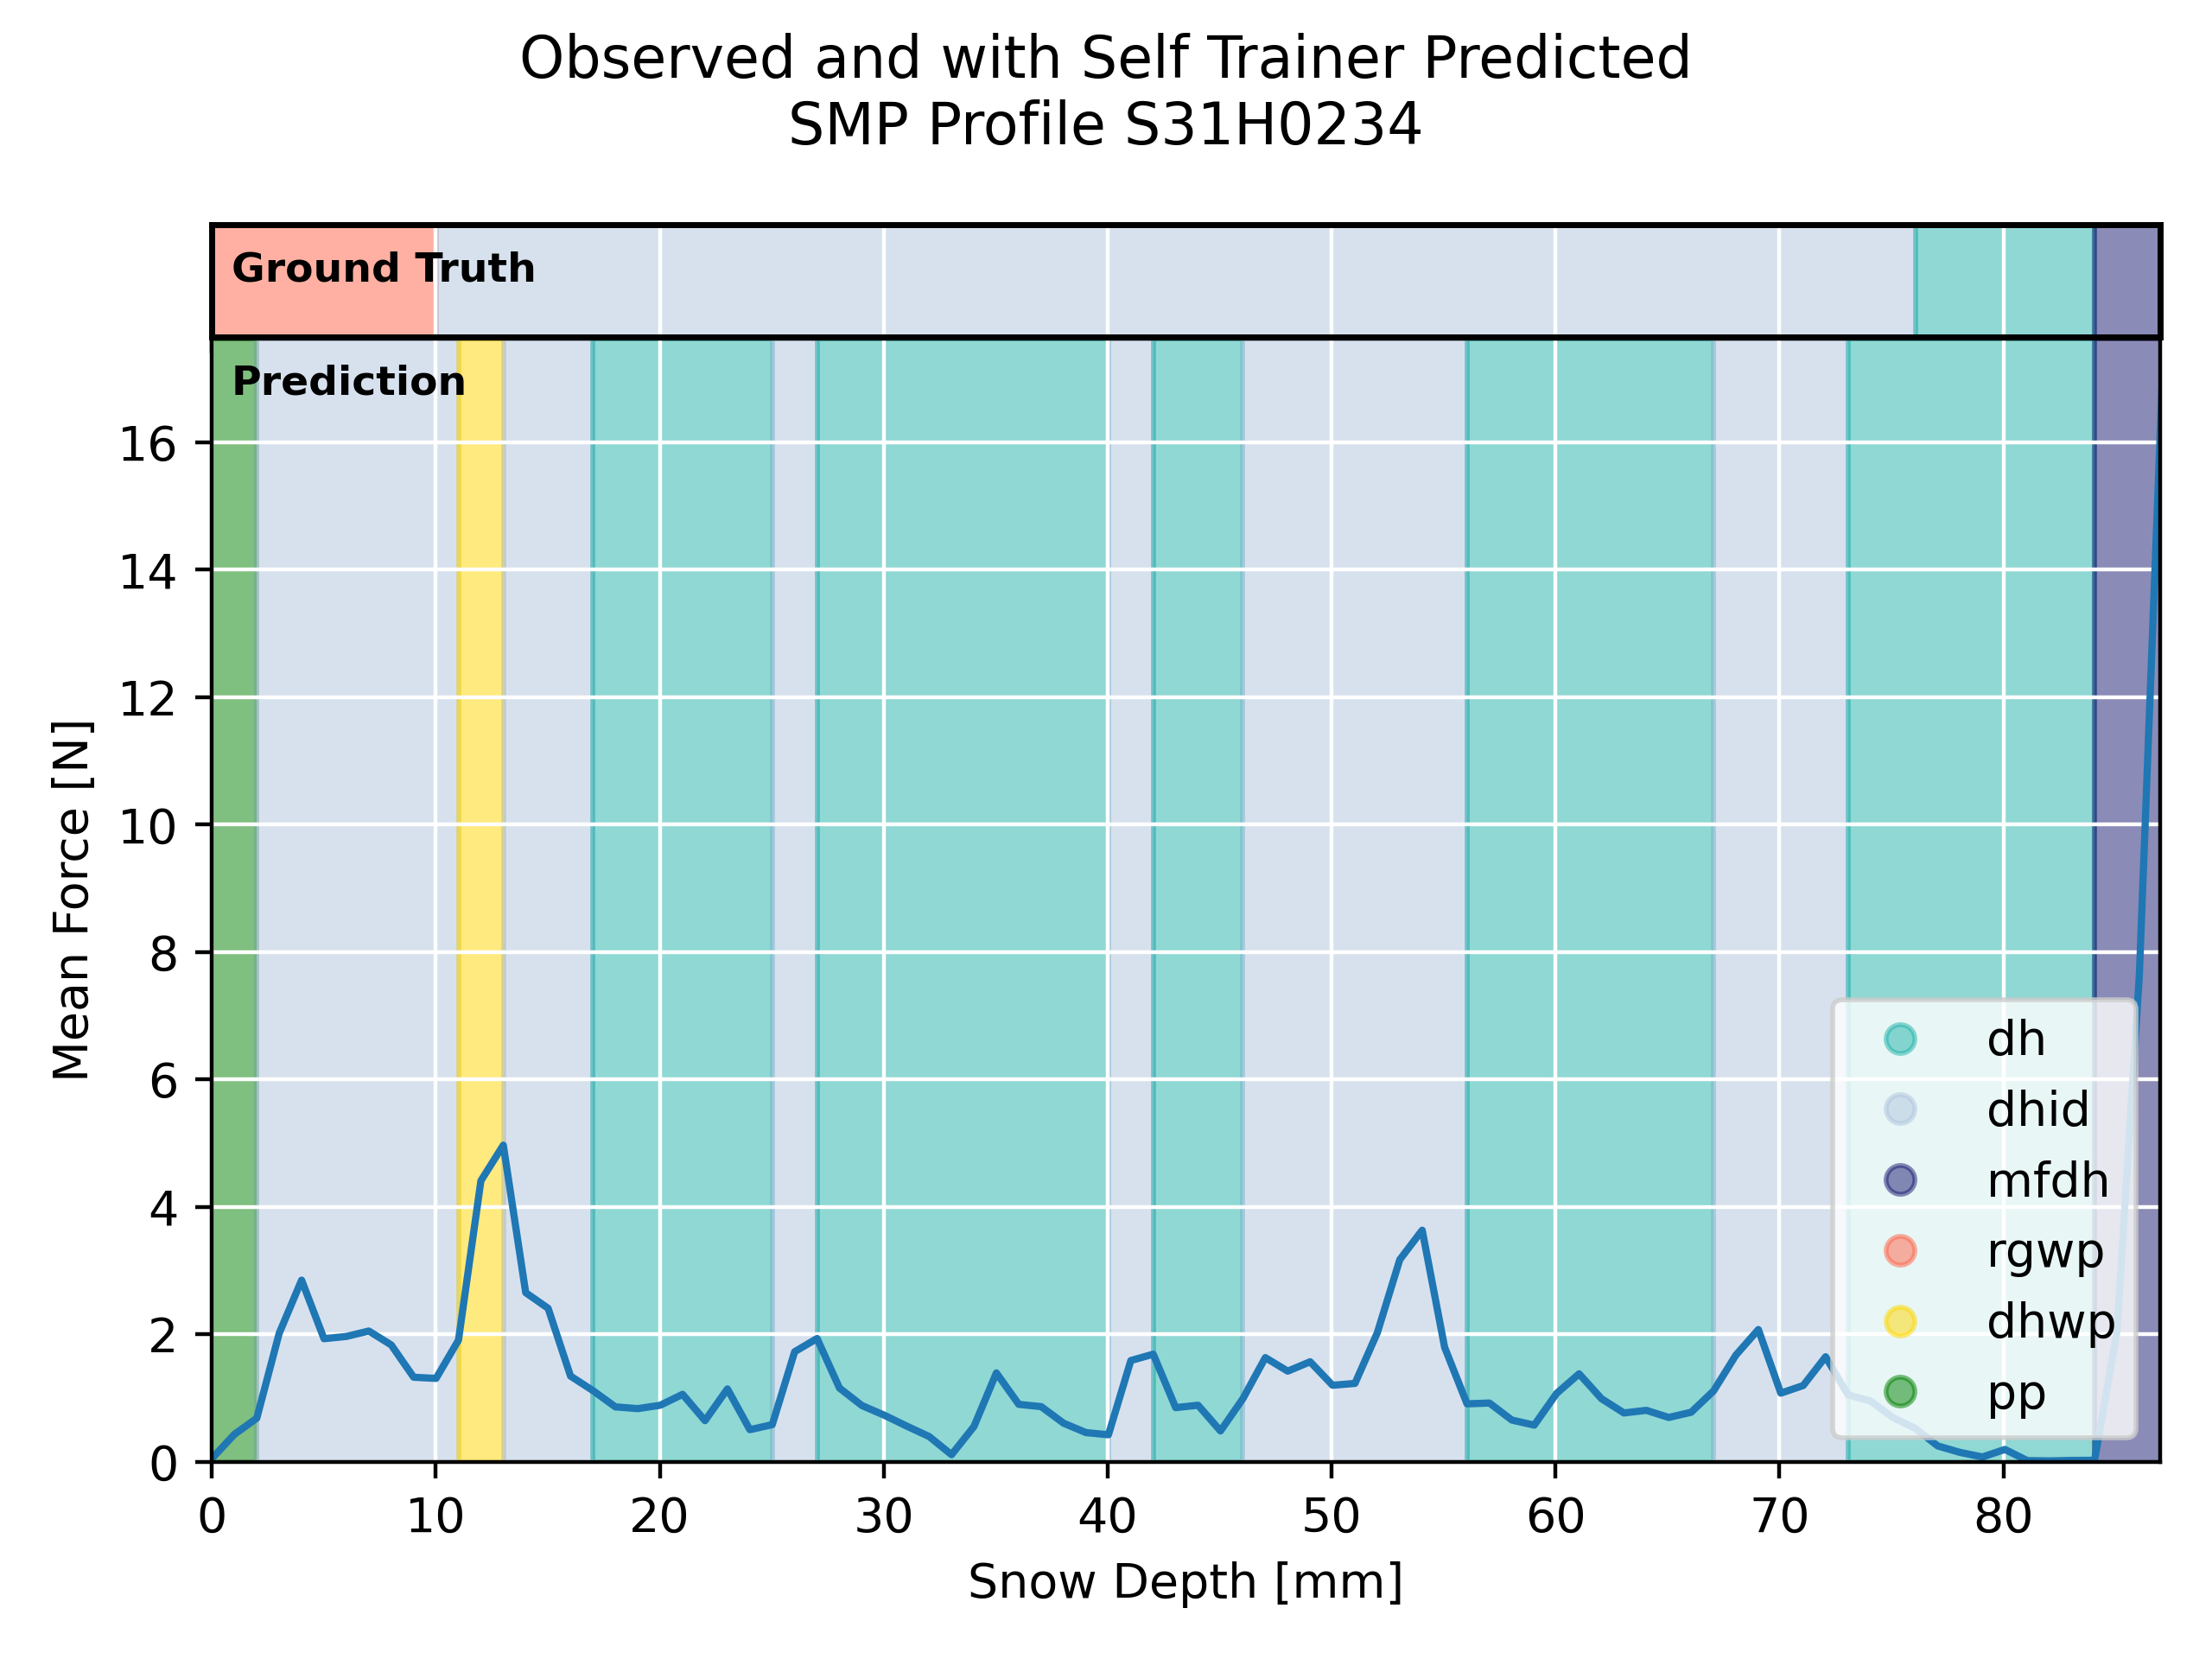 Observed and with Self Trainer Predicted
SMP Profile S31H0234
Ground Truth
Prediction
16
14
12
10
8
6
4
2
0
Mean Force [N]
dh
dhid
mfdh
rgwp
dhwp
pp
0 10 20 30 40 50 60 70 80
Snow Depth [mm]